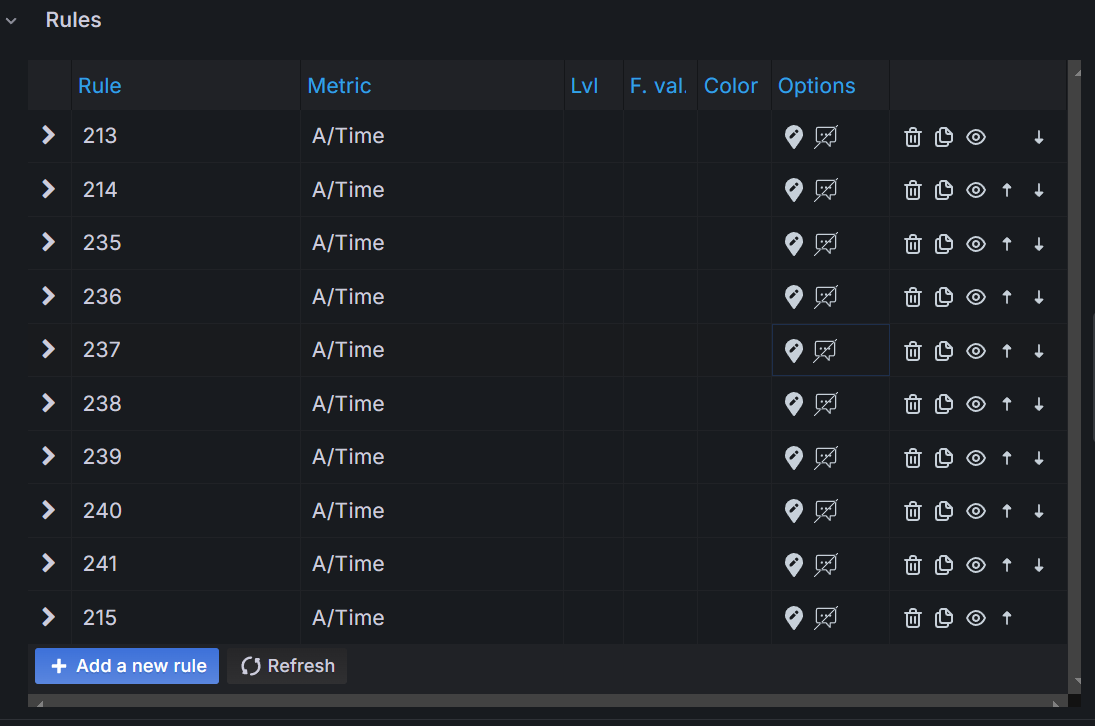 Rules
Rule Metric Lvl F. val. Color Options
213 A/Time
214 A/Time
235 A/Time
236 A/Time
237 A/Time
238 A/Time
239 A/Time
240 A/Time
241 A/Time
215 A/Time
Add a new rule Refresh